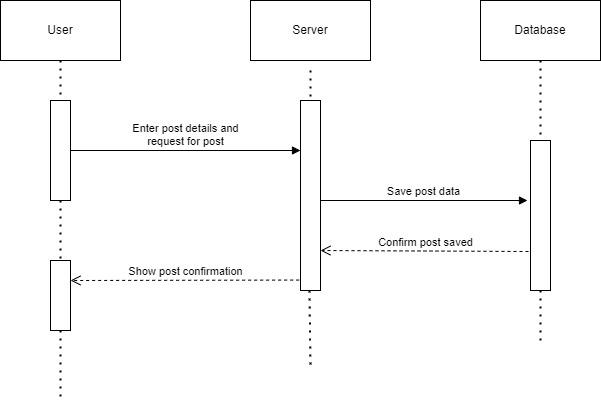 User
Server
Database
Enter post details and
request for post
Save post data
Confirm post saved
Show post confirmation